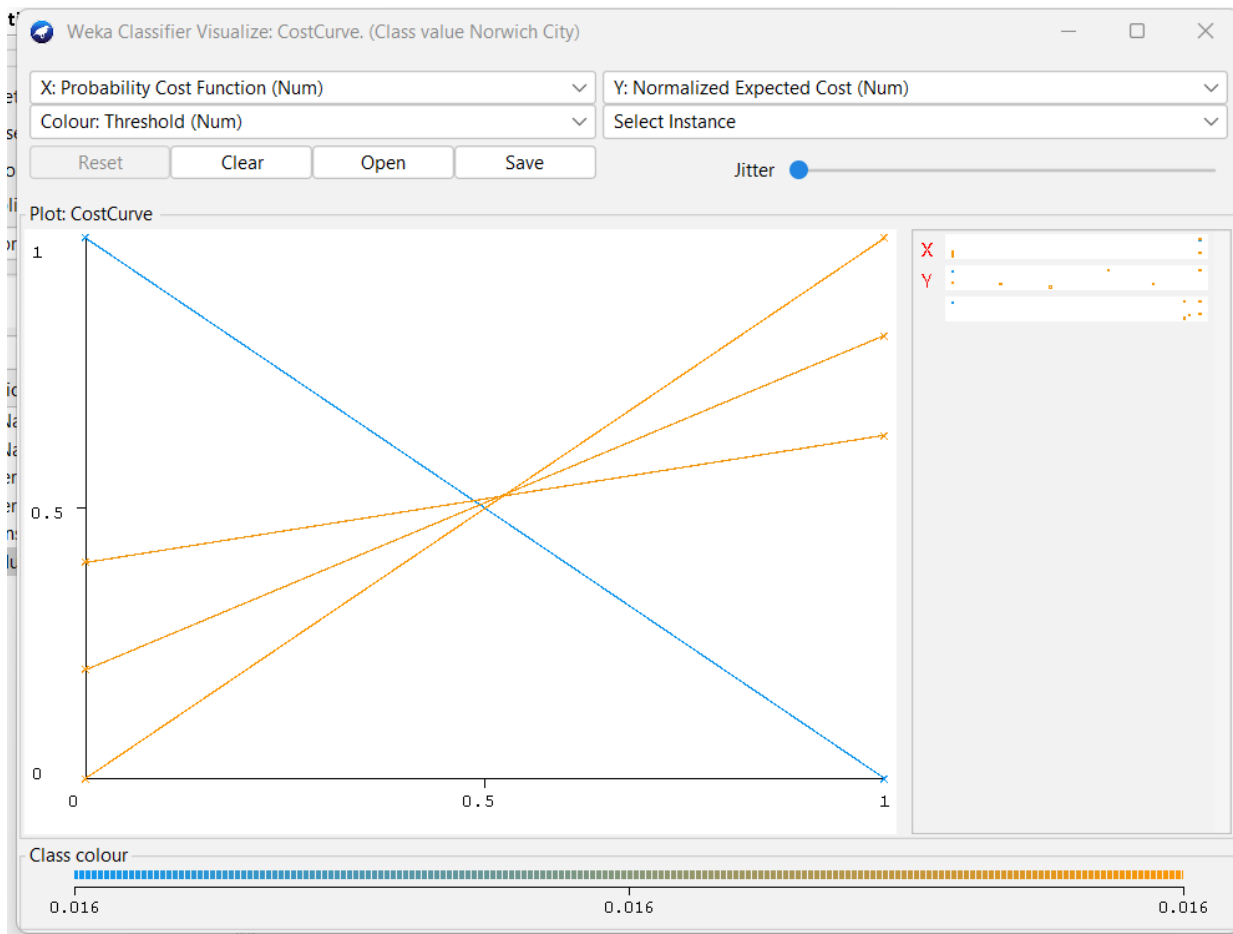 Weka Classifier Visualize: CostCurve. (Class value Norwich City)
X: Probability Cost Function (Num)
Y: Normalized Expected Cost (Num)
Colour: Threshold (Num)
Select Instance
Reset
Clear
Open
Save
Jitter
Plot: CostCurve
1
0.5
0
0
0.5
1
X
Y
Class colour
0.016
0.016
0.016